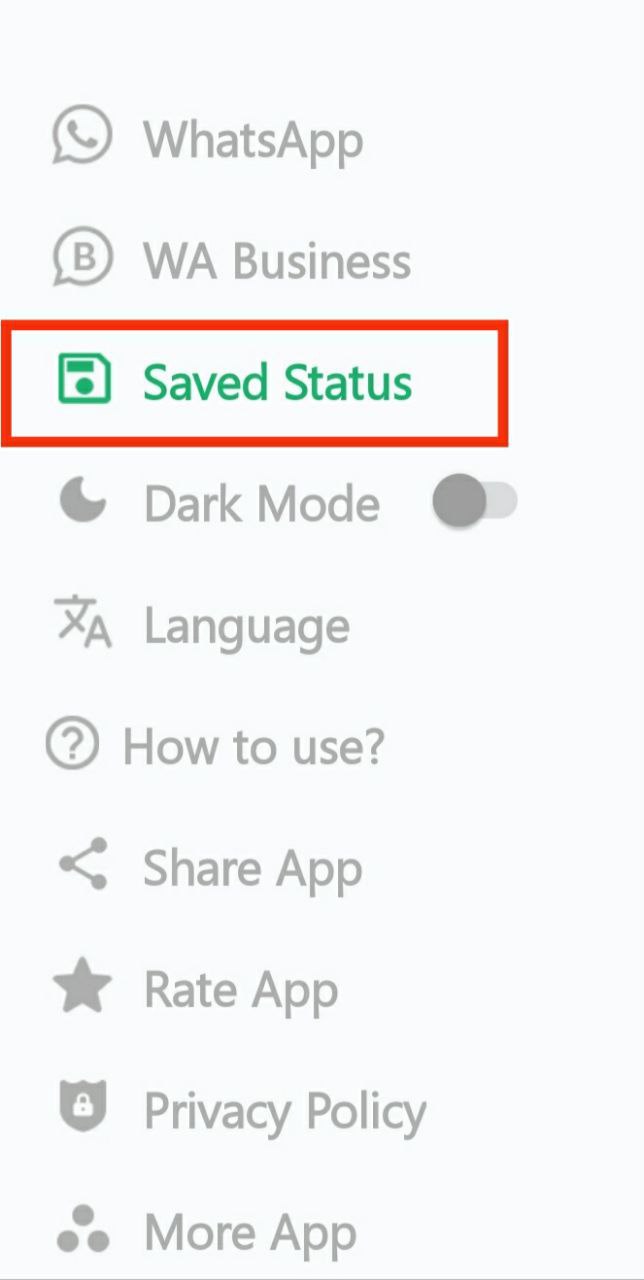 WhatsApp
WA Business
Saved Status
Dark Mode
Language
How to use?
Share App
Rate App
Privacy Policy
More App